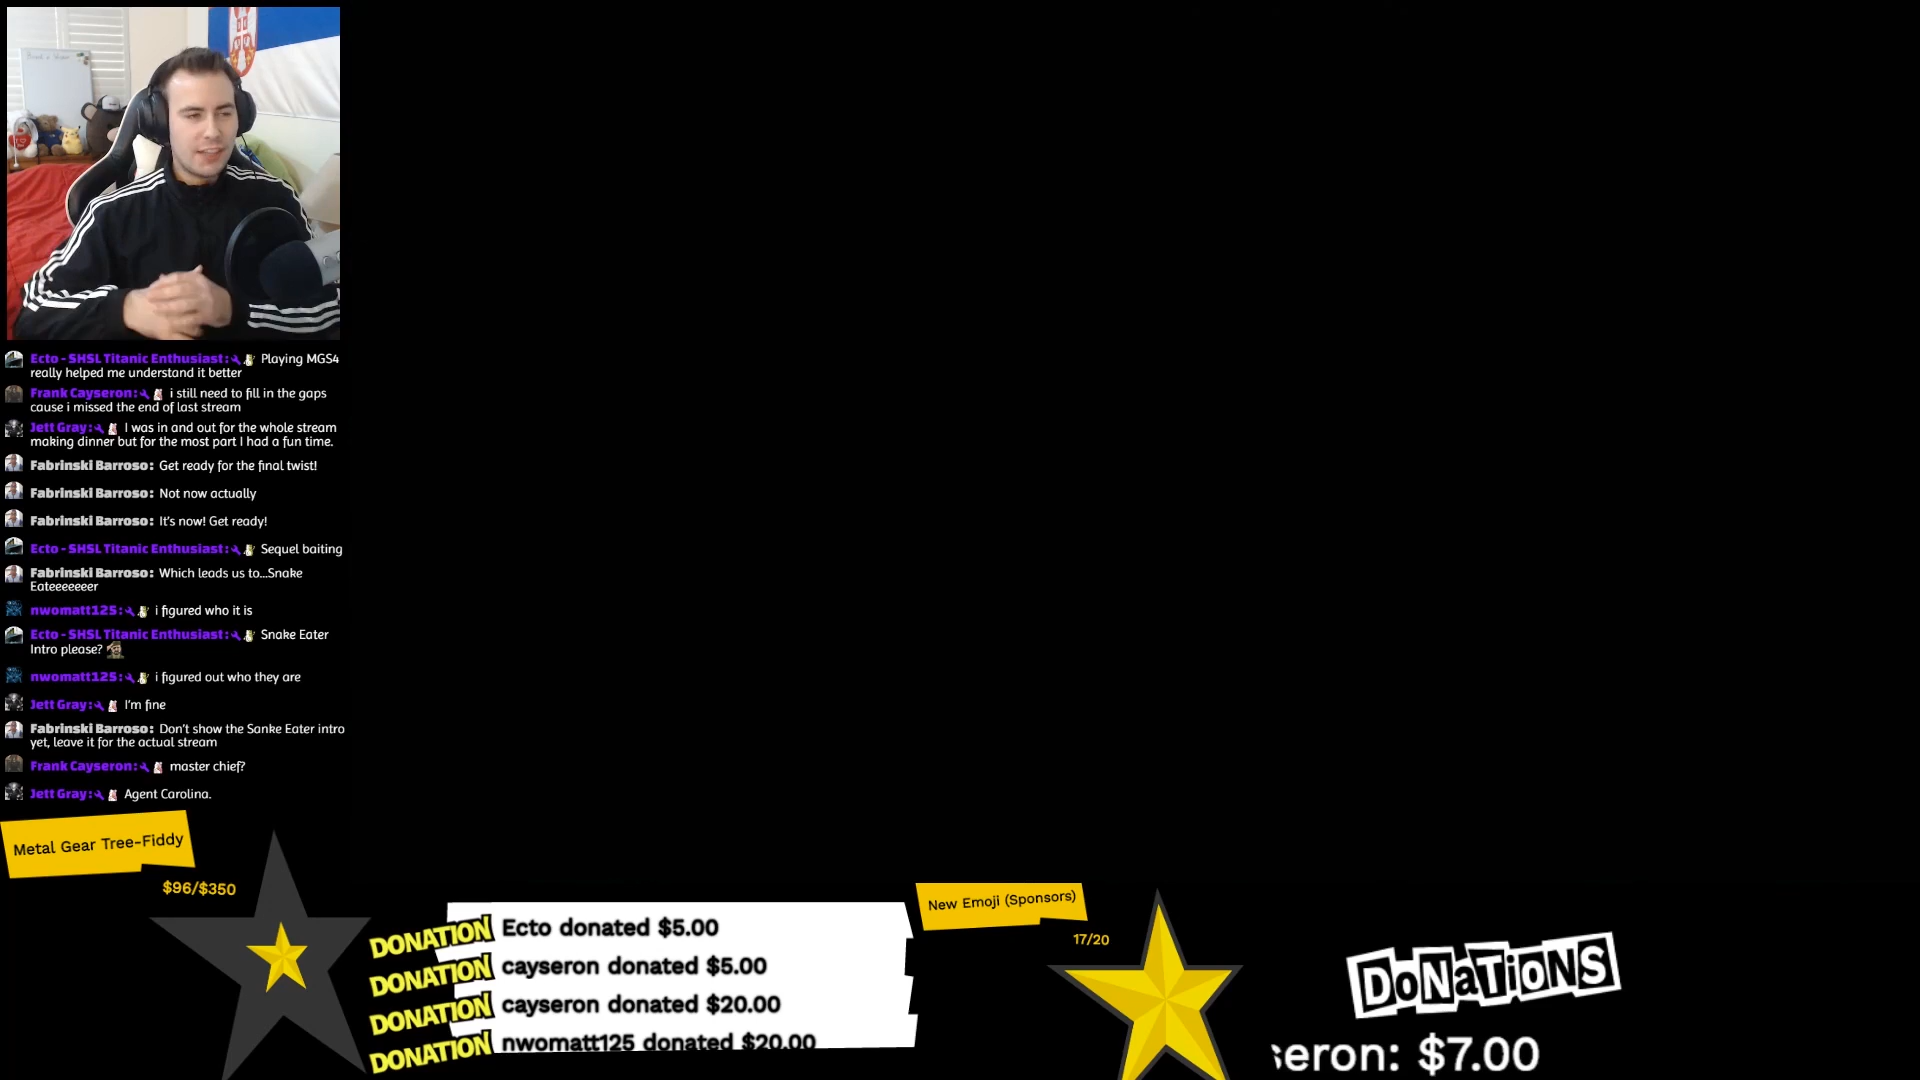 Ecto - SHSL Titanic Enthusiast: Playing MGS4
really helped me understand it better
Frank Cayseron: i still need to fill in the gaps
cause i missed the end of last stream
Jett Gray: I was in and out for the whole stream
making dinner but for the most part I had a fun time.
Fabrinski Barroso: Get ready for the final twist!
Fabrinski Barroso: Not now actually
Fabrinski Barroso: It's now! Get ready!
Ecto - SHSL Titanic Enthusiast: Sequel baiting
Fabrinski Barroso: Which leads us to...Snake
Eateeeeeeer
nwomatt125: i figured who it is
Ecto - SHSL Titanic Enthusiast: Snake Eater
Intro please?
nwomatt125: i figured out who they are
Jett Gray: I'm fine
Fabrinski Barroso: Don't show the Sanke Eater intro
yet, leave it for the actual stream
Frank Cayseron: master chief?
Jett Gray: Agent Carolina.
Metal Gear Tree-Fiddy
$96/$350
DONATION Ecto donated $5.00
DONATION cayseron donated $5.00
DONATION cayseron donated $20.00
DONATION nwomatt125 donated $20.00
New Emoji (Sponsors)
17/20
DoNaTiONS
seron: $7.00